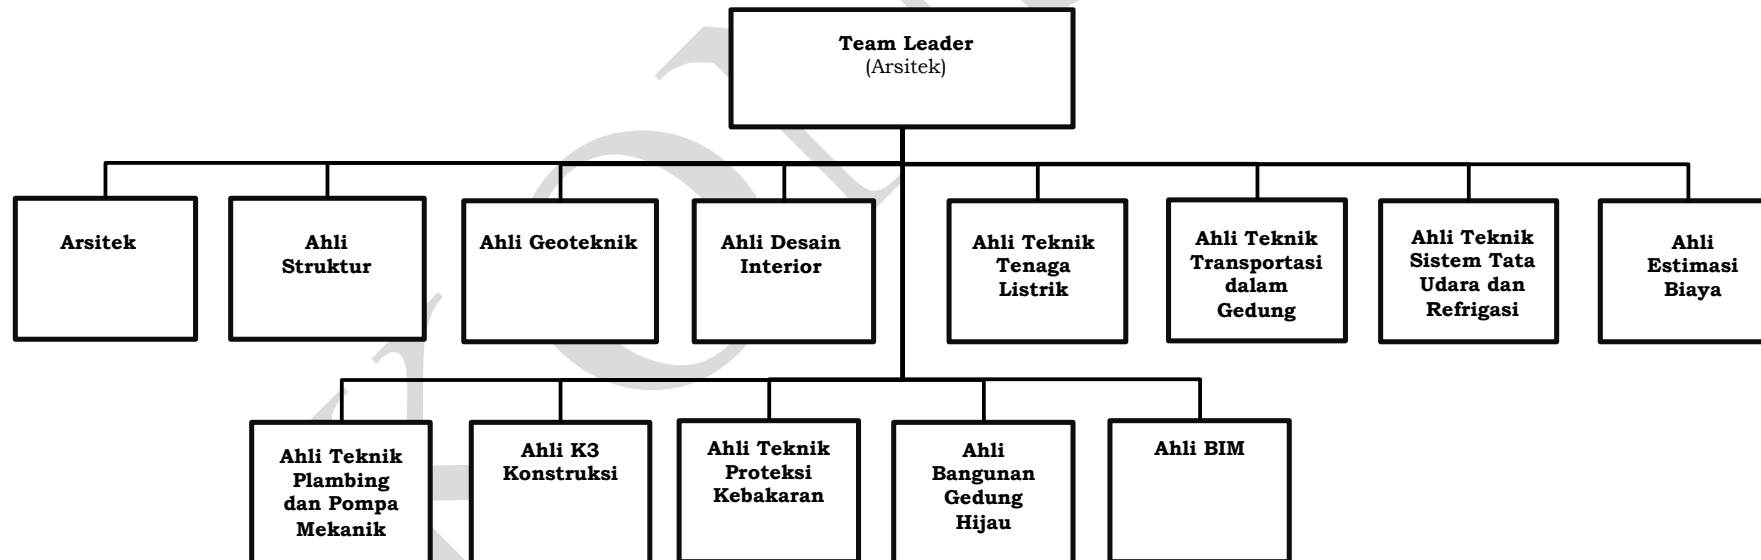 Team Leader
(Arsitek)
Arsitek
Ahli
Struktur
Ahli Geoteknik
Ahli Desain
Interior
Ahli Teknik
Tenaga
Listrik
Ahli Teknik
Transportasi
dalam
Gedung
Ahli Teknik
Sistem Tata
Udara dan
Refrigasi
Ahli
Estimasi
Biaya
Ahli Teknik
Plambing
dan Pompa
Mekanik
Ahli K3
Konstruksi
Ahli Teknik
Proteksi
Kebakaran
Ahli
Bangunan
Gedung
Hijau
Ahli BIM